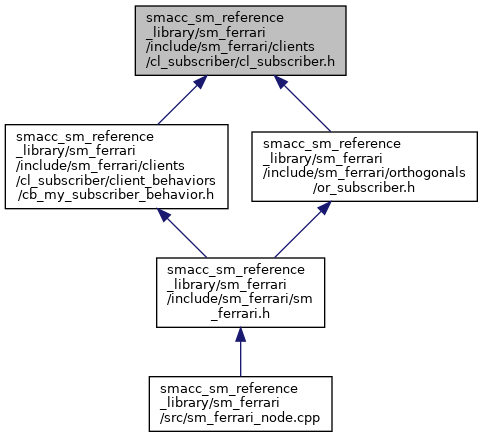 smacc_sm_reference
_library/sm_ferrari
/include/sm_ferrari/clients
/cl_subscriber/cl_subscriber.h
smacc_sm_reference
_library/sm_ferrari
/include/sm_ferrari/clients
/cl_subscriber/client_behaviors
/cb_my_subscriber_behavior.h
smacc_sm_reference
_library/sm_ferrari
/include/sm_ferrari/orthogonals
/or_subscriber.h
smacc_sm_reference
_library/sm_ferrari
/include/sm_ferrari/sm
_ferrari.h
smacc_sm_reference
_library/sm_ferrari
/src/sm_ferrari_node.cpp